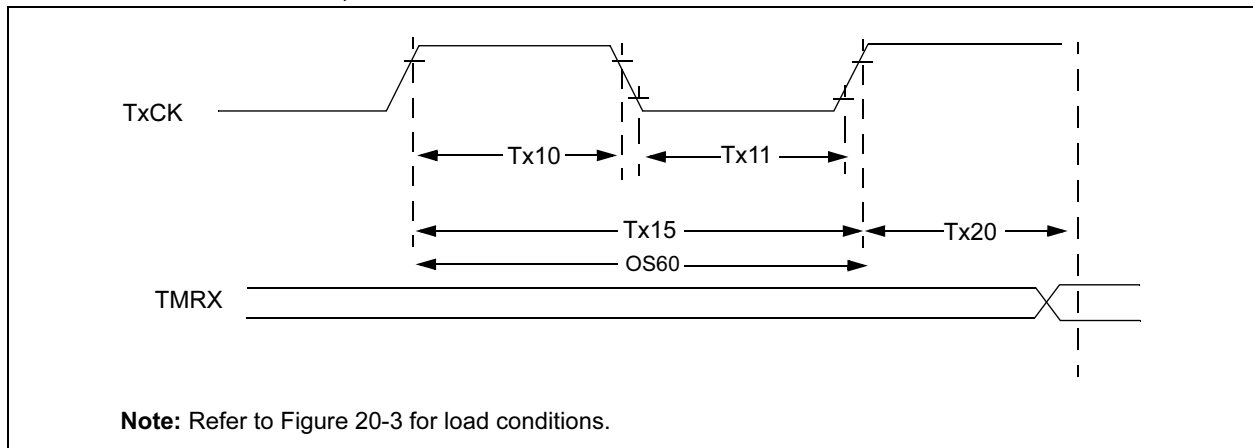 TxCK
Tx10
Tx11
Tx15
Tx20
OS60
TMRX
Note: Refer to Figure 20-3 for load conditions.